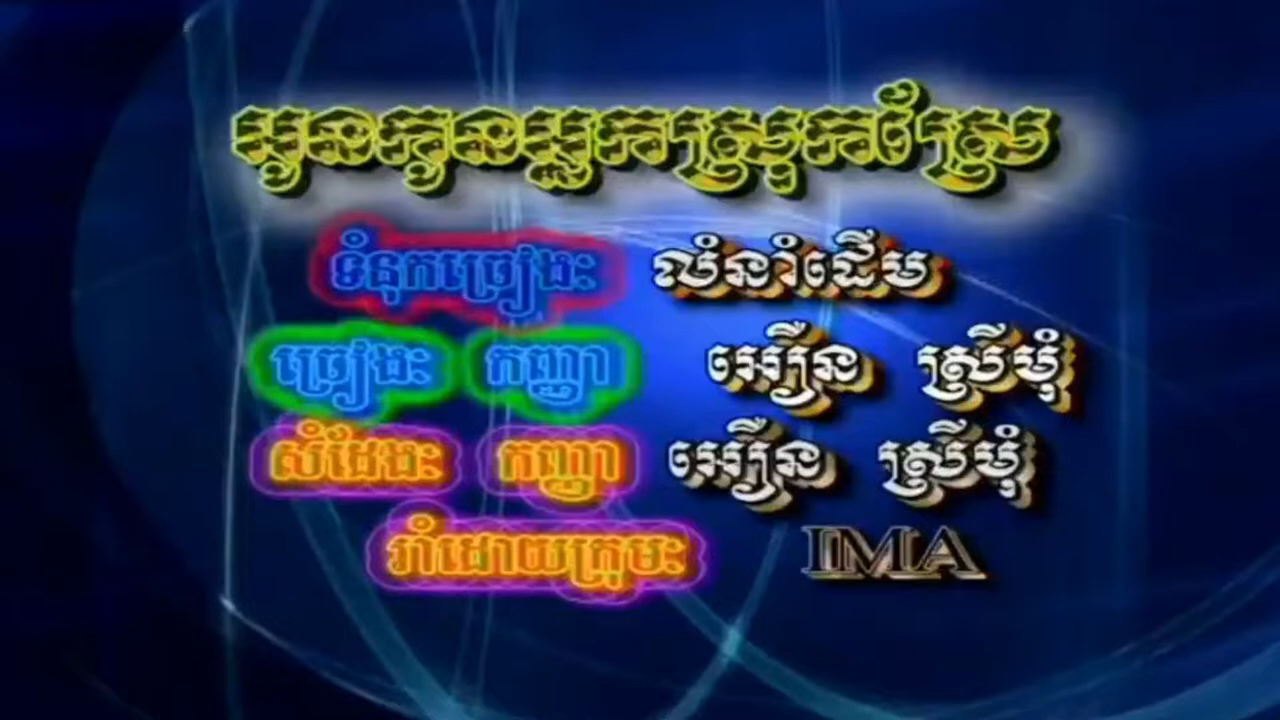 អូនកូនអ្នកស្រុកស្រែ
ទំនុកច្រៀងៈ លំនាំដើម
ច្រៀងៈ កញ្ញា អឿន ស្រីមុំ
សំដែងៈ កញ្ញា អឿន ស្រីមុំ
រាំដោយក្រុមៈ IMA